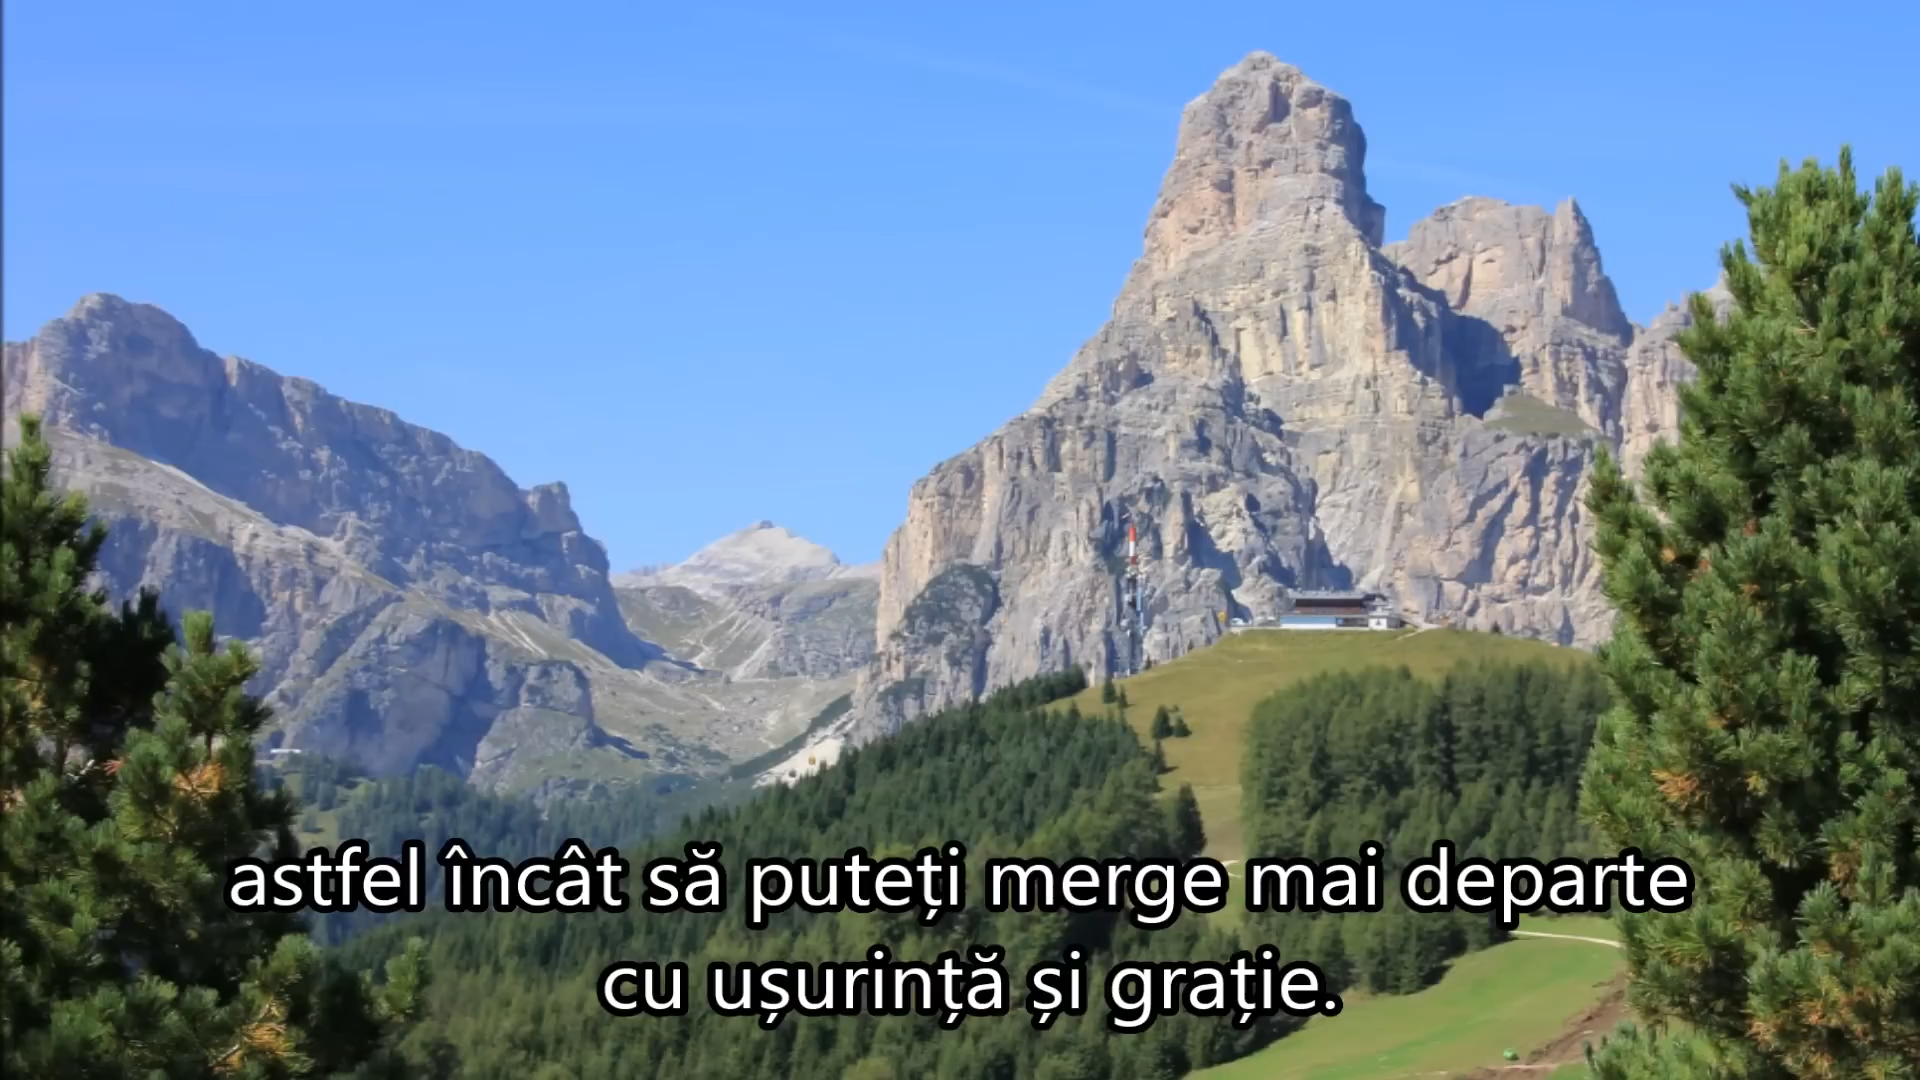 astfel încât să puteți merge mai departe
cu ușurință și grație.